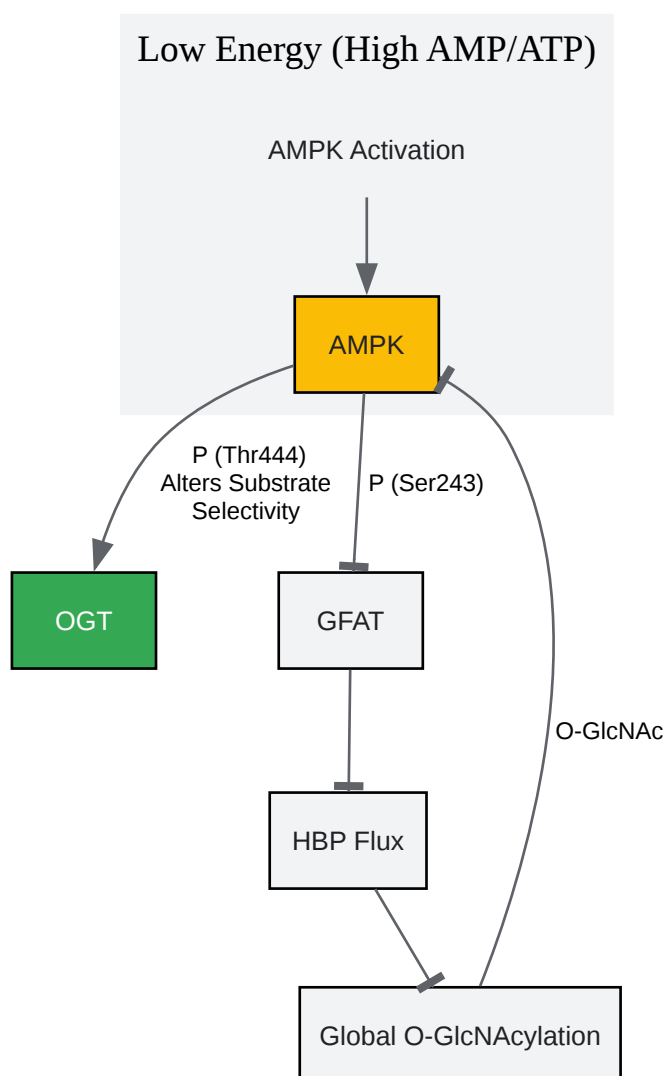 Low Energy (High AMP/ATP)
AMPK Activation
AMPK
P (Thr444)
Alters Substrate
Selectivity
P (Ser243)
OGT
GFAT
O-GlcNAc
HBP Flux
Global O-GlcNAcylation